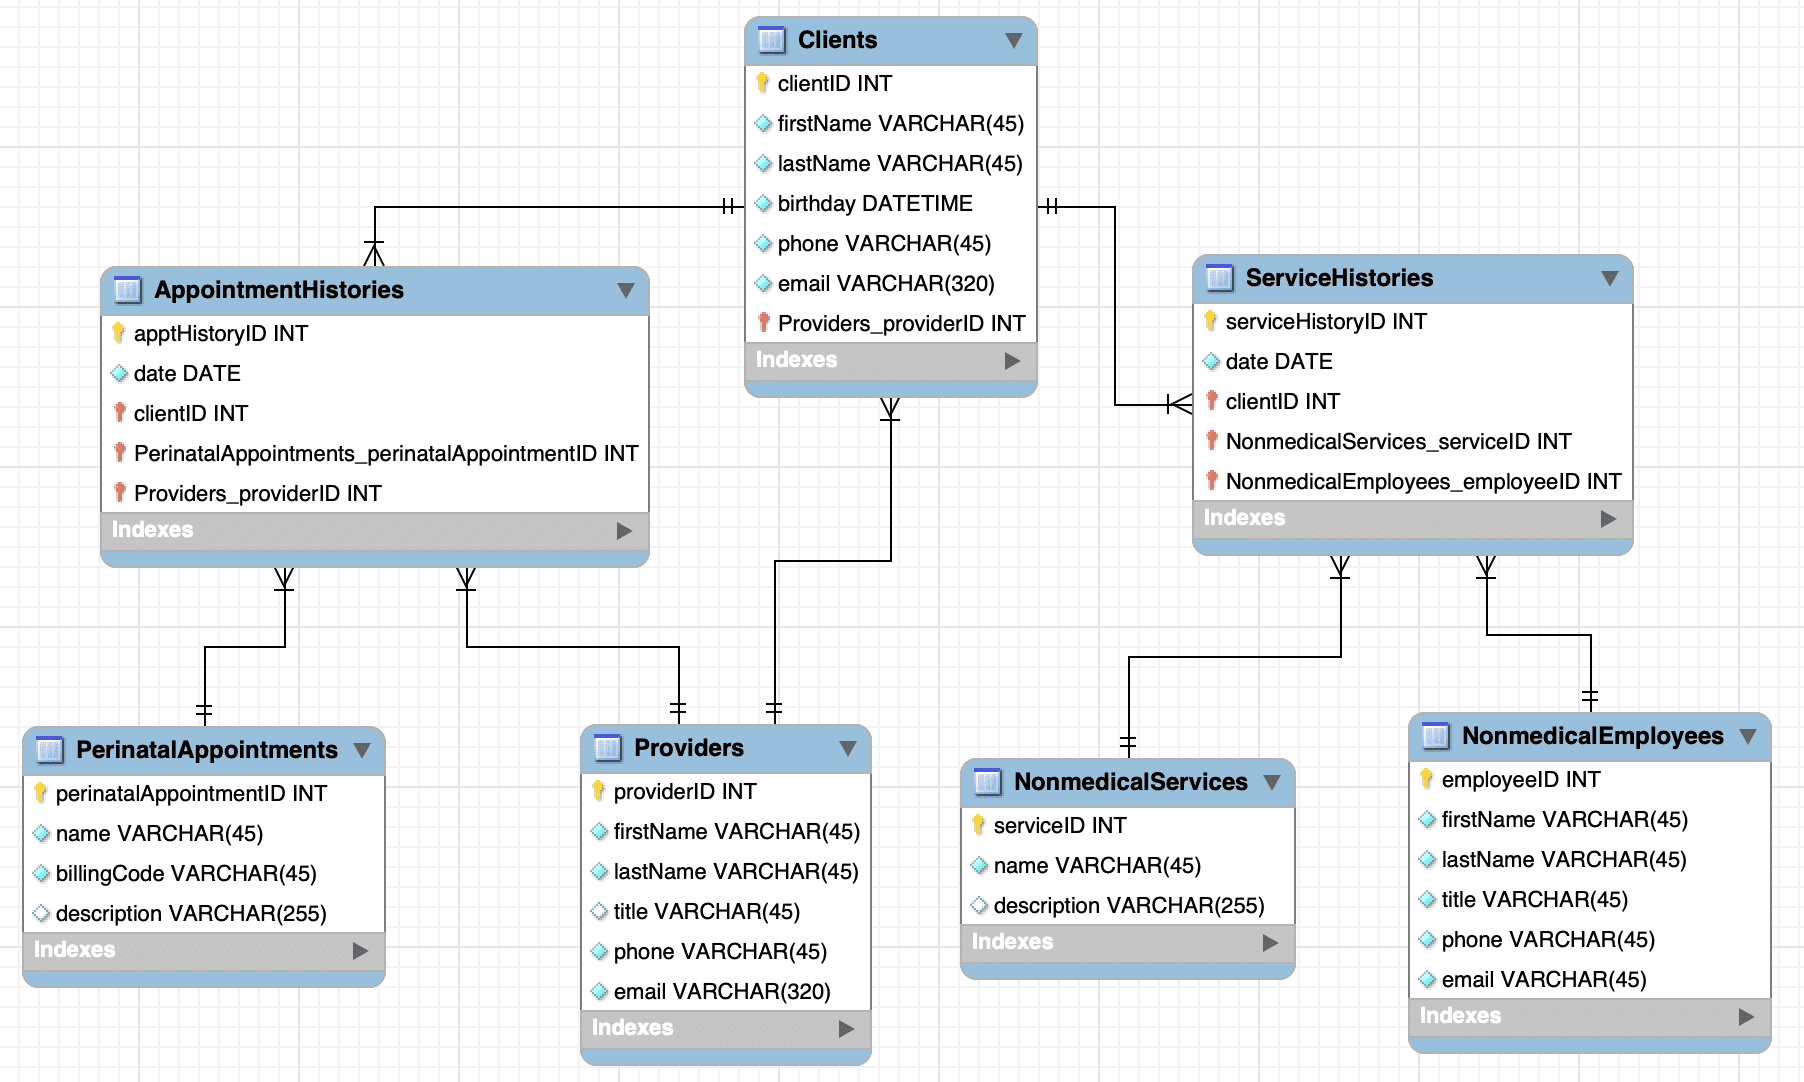 Clients
clientID INT
firstName VARCHAR(45)
lastName VARCHAR(45)
birthday DATETIME
phone VARCHAR(45)
email VARCHAR(320)
Providers_providerID INT
Indexes
AppointmentHistories
apptHistoryID INT
date DATE
clientID INT
PerinatalAppointments_perinatalAppointmentID INT
Providers_providerID INT
Indexes
ServiceHistories
serviceHistoryID INT
date DATE
clientID INT
NonmedicalServices_serviceID INT
NonmedicalEmployees_employeeID INT
Indexes
PerinatalAppointments
perinatalAppointmentID INT
name VARCHAR(45)
billingCode VARCHAR(45)
description VARCHAR(255)
Indexes
Providers
providerID INT
firstName VARCHAR(45)
lastName VARCHAR(45)
title VARCHAR(45)
phone VARCHAR(45)
email VARCHAR(320)
Indexes
NonmedicalServices
serviceID INT
name VARCHAR(45)
description VARCHAR(255)
Indexes
NonmedicalEmployees
employeeID INT
firstName VARCHAR(45)
lastName VARCHAR(45)
title VARCHAR(45)
phone VARCHAR(45)
email VARCHAR(45)
Indexes